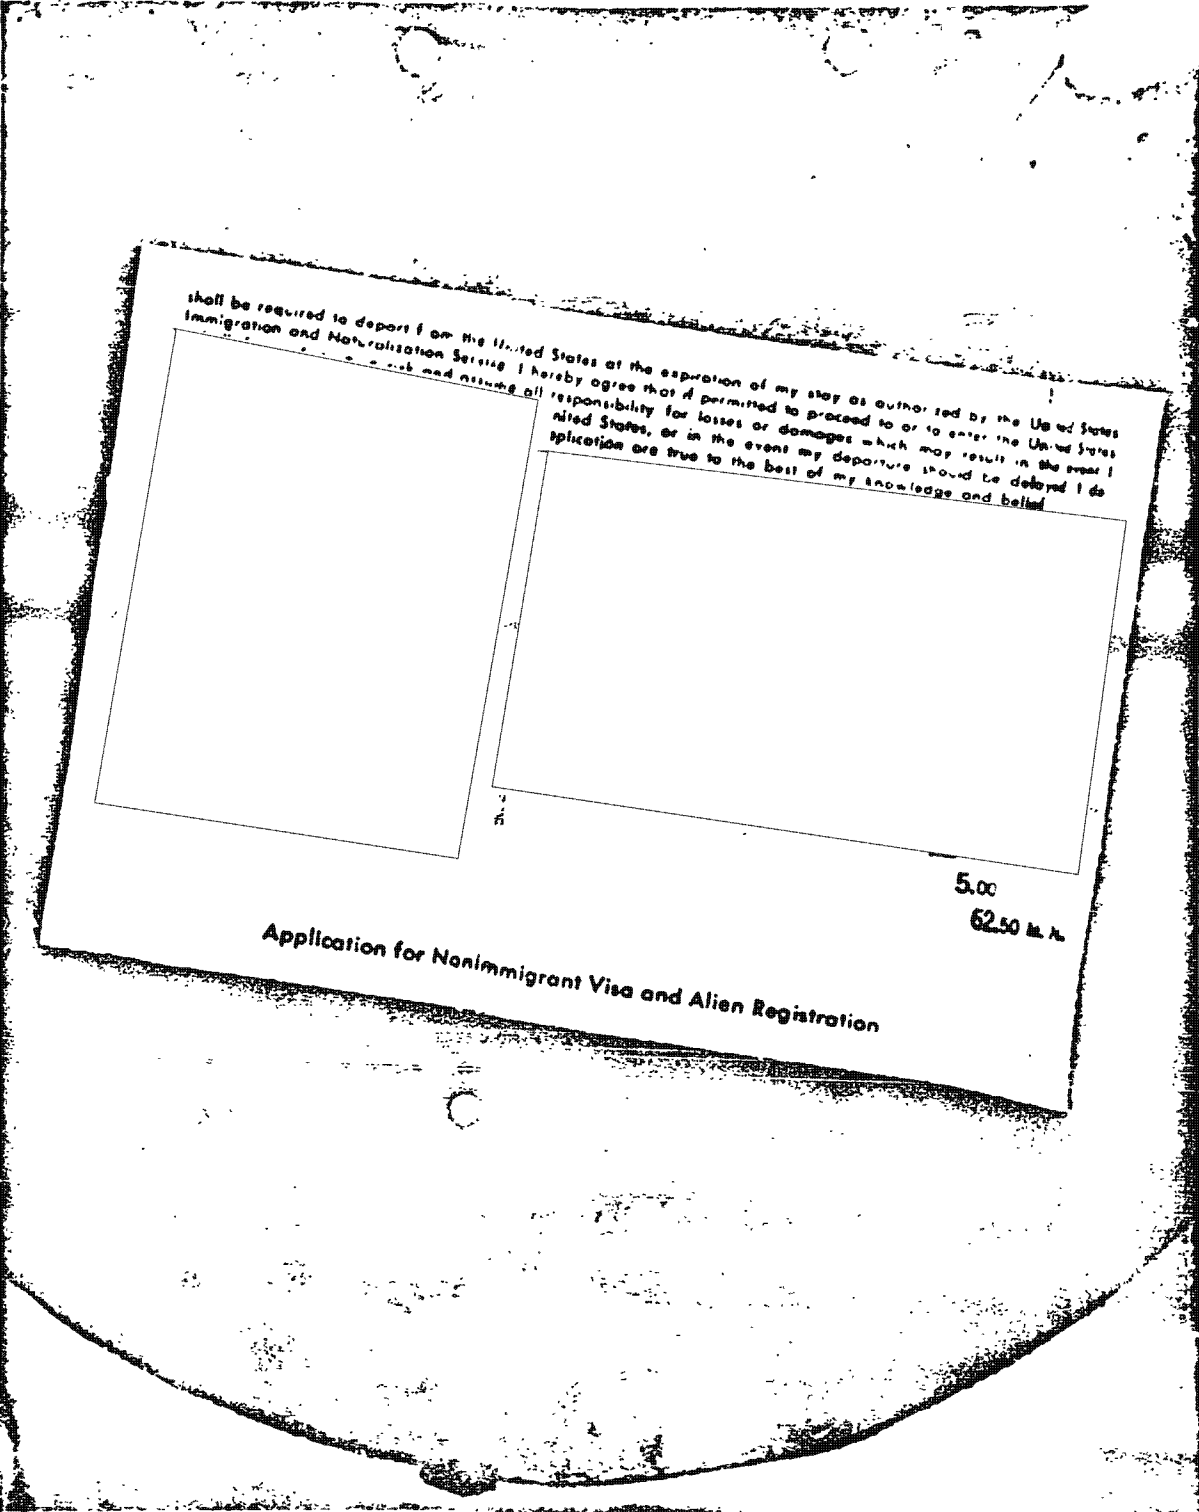 shall be required to depart from the United States at the expiration of my stay as authorized by the United States
Immigration and Naturalization Service. I hereby agree that if permitted to proceed to or to enter the United States
risk and assume all responsibility for losses or damages which may result in the event I
nited States, or in the event my departure should be delayed I do
pplication are true to the best of my knowledge and belief
5.00
62.50
Application for Nonimmigrant Visa and Alien Registration